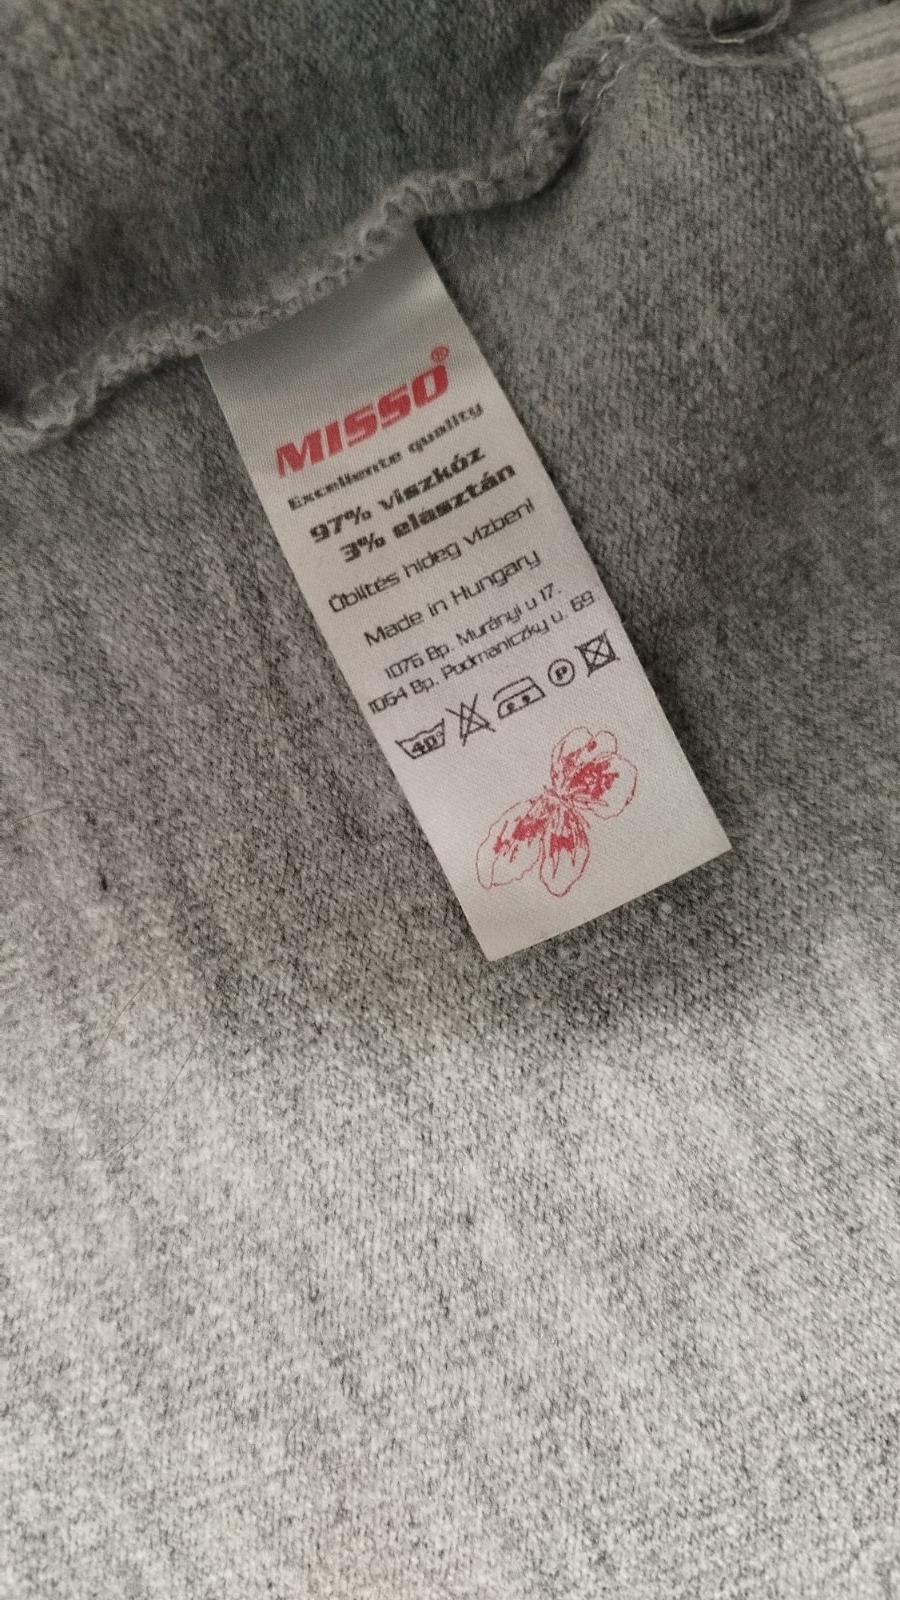 MISSO®
Excellente quality
97% viszkóz
3% elasztán
Öblítés hideg vízben!
Made in Hungary
1076 Bp. Murányi u 17.
1064 Bp. Podmaniczky u. 69
40° P